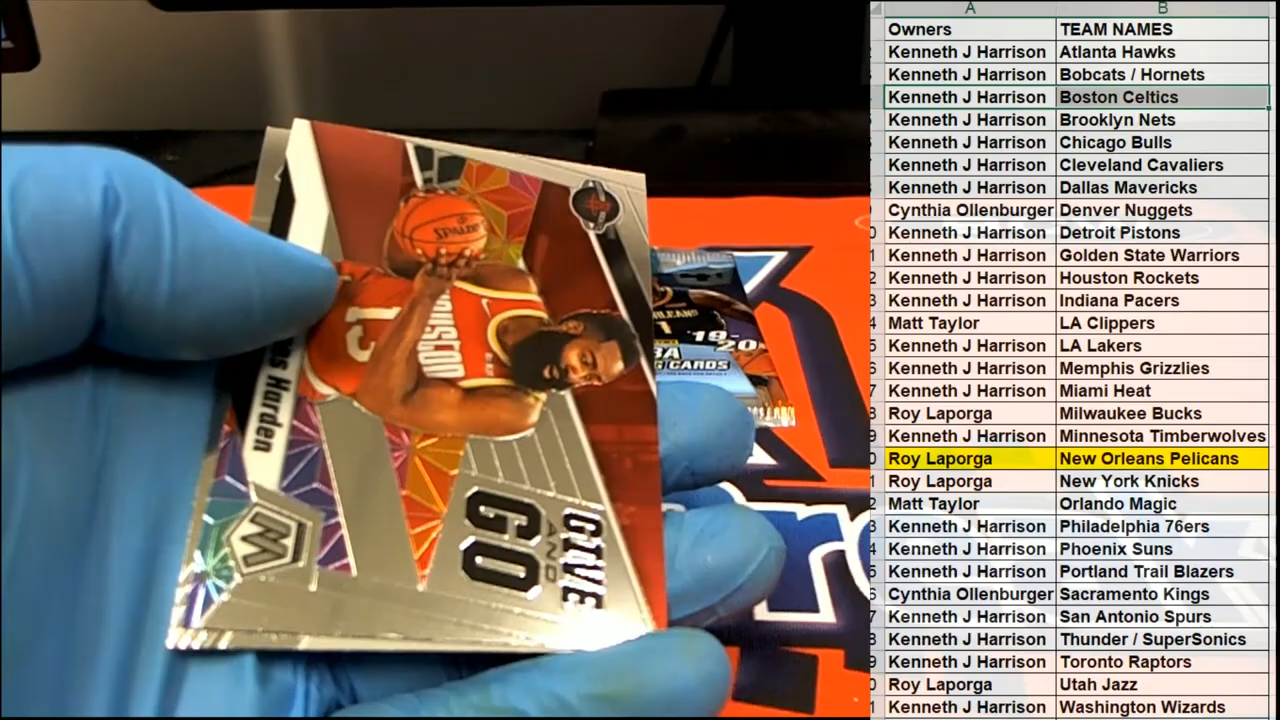 SPALDING
HOUSTON
13
Harden
GIVE
AND
GO
ORLEANS
1
19-
20
CARDS
A B
Owners TEAM NAMES
Kenneth J Harrison Atlanta Hawks
Kenneth J Harrison Bobcats / Hornets
Kenneth J Harrison Boston Celtics
Kenneth J Harrison Brooklyn Nets
Kenneth J Harrison Chicago Bulls
Kenneth J Harrison Cleveland Cavaliers
Kenneth J Harrison Dallas Mavericks
Cynthia Ollenburger Denver Nuggets
Kenneth J Harrison Detroit Pistons
Kenneth J Harrison Golden State Warriors
Kenneth J Harrison Houston Rockets
Kenneth J Harrison Indiana Pacers
Matt Taylor LA Clippers
Kenneth J Harrison LA Lakers
Kenneth J Harrison Memphis Grizzlies
Kenneth J Harrison Miami Heat
Roy Laporga Milwaukee Bucks
Kenneth J Harrison Minnesota Timberwolves
Roy Laporga New Orleans Pelicans
Roy Laporga New York Knicks
Matt Taylor Orlando Magic
Kenneth J Harrison Philadelphia 76ers
Kenneth J Harrison Phoenix Suns
Kenneth J Harrison Portland Trail Blazers
Cynthia Ollenburger Sacramento Kings
Kenneth J Harrison San Antonio Spurs
Kenneth J Harrison Thunder / SuperSonics
Kenneth J Harrison Toronto Raptors
Roy Laporga Utah Jazz
Kenneth J Harrison Washington Wizards